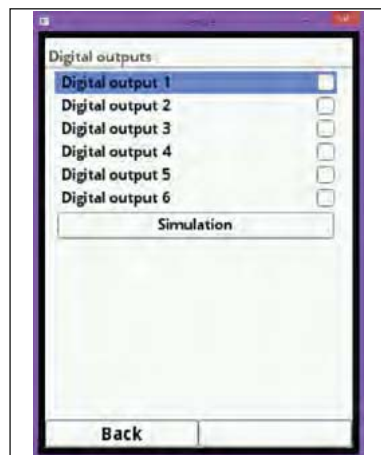 Digital outputs
Digital output 1
Digital output 2
Digital output 3
Digital output 4
Digital output 5
Digital output 6
Simulation
Back